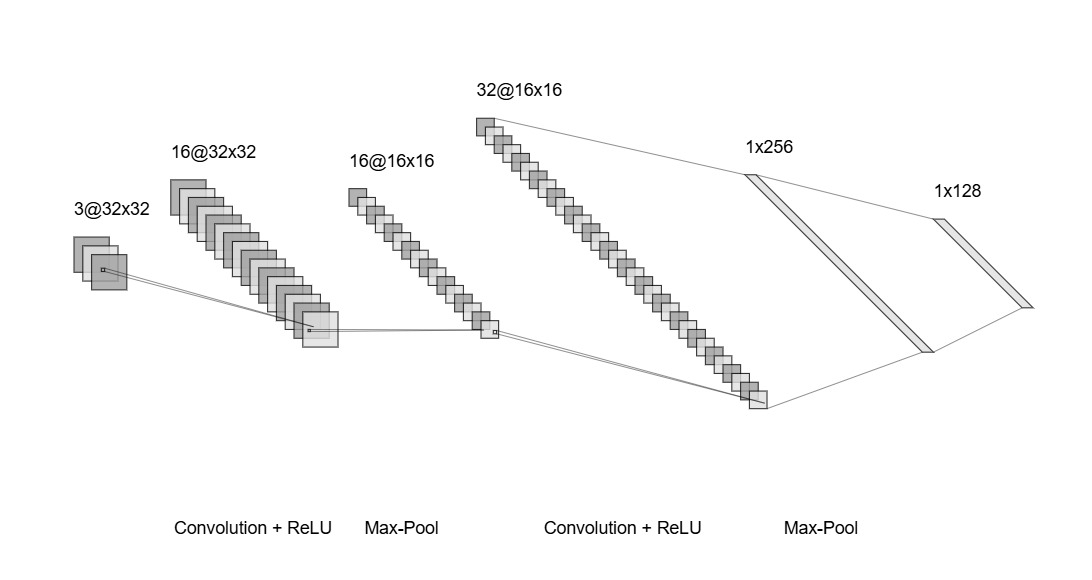 32@16x16
1x256
16@32x32
16@16x16
1x128
3@32x32
Convolution + ReLU
Max-Pool
Convolution + ReLU
Max-Pool